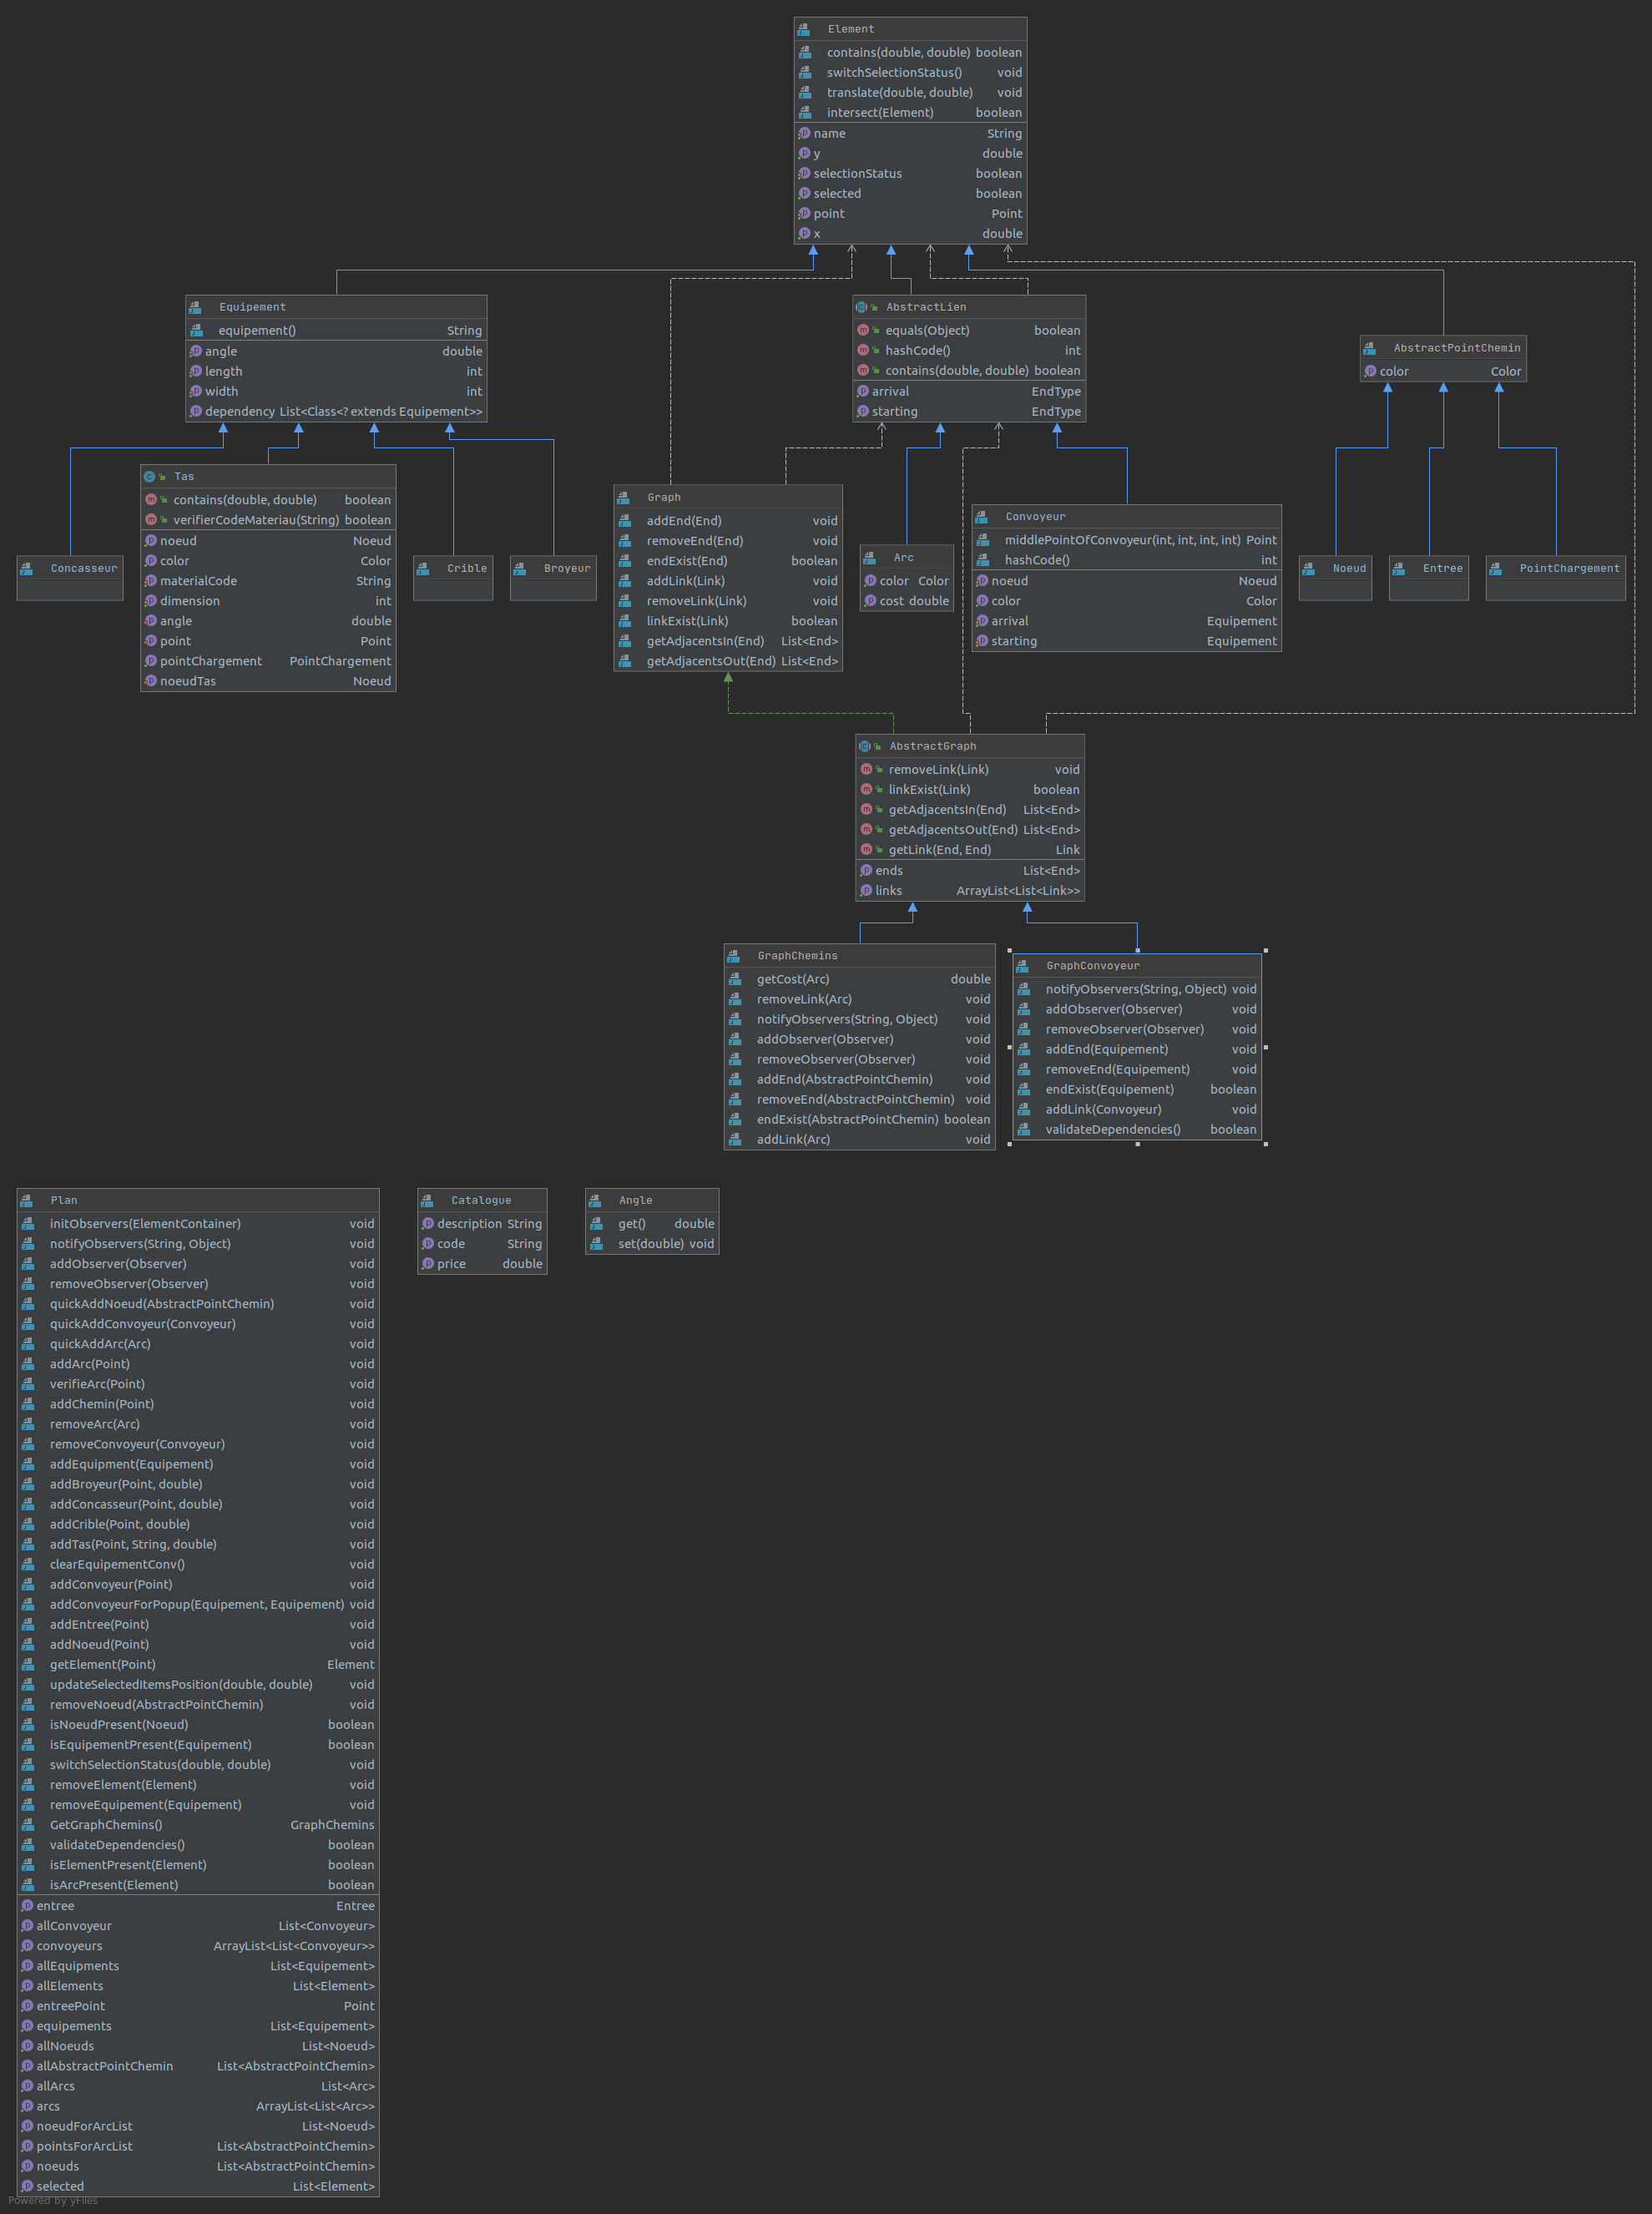 Element
contains(double, double) boolean
switchSelectionStatus() void
translate(double, double) void
intersect(Element) boolean
name String
y double
selectionStatus boolean
selected boolean
point Point
x double
Equipement
equipement() String
angle double
length int
width int
dependency List<Class<? extends Equipement>>
AbstractLien
equals(Object) boolean
hashCode() int
contains(double, double) boolean
arrival EndType
starting EndType
AbstractPointChemin
color Color
Concasseur
Tas
contains(double, double) boolean
verifierCodeMateriau(String) boolean
noeud Noeud
color Color
materialCode String
dimension int
angle double
point Point
pointChargement PointChargement
noeudTas Noeud
Crible
Broyeur
Graph
addEnd(End) void
removeEnd(End) void
endExist(End) boolean
addLink(Link) void
removeLink(Link) void
linkExist(Link) boolean
getAdjacentsIn(End) List<End>
getAdjacentsOut(End) List<End>
Arc
color Color
cost double
Convoyeur
middlePointOfConvoyeur(int, int, int, int) Point
hashCode() int
noeud Noeud
color Color
arrival Equipement
starting Equipement
Noeud
Entree
PointChargement
AbstractGraph
removeLink(Link) void
linkExist(Link) boolean
getAdjacentsIn(End) List<End>
getAdjacentsOut(End) List<End>
getLink(End, End) Link
ends List<End>
links ArrayList<List<Link>>
GraphChemins
getCost(Arc) double
removeLink(Arc) void
notifyObservers(String, Object) void
addObserver(Observer) void
removeObserver(Observer) void
addEnd(AbstractPointChemin) void
removeEnd(AbstractPointChemin) void
endExist(AbstractPointChemin) boolean
addLink(Arc) void
GraphConvoyeur
notifyObservers(String, Object) void
addObserver(Observer) void
removeObserver(Observer) void
addEnd(Equipement) void
removeEnd(Equipement) void
endExist(Equipement) boolean
addLink(Convoyeur) void
validateDependencies() boolean
Plan
initObservers(ElementContainer) void
notifyObservers(String, Object) void
addObserver(Observer) void
removeObserver(Observer) void
quickAddNoeud(AbstractPointChemin) void
quickAddConvoyeur(Convoyeur) void
quickAddArc(Arc) void
addArc(Point) void
verifieArc(Point) void
addChemin(Point) void
removeArc(Arc) void
removeConvoyeur(Convoyeur) void
addEquipment(Equipement) void
addBroyeur(Point, double) void
addConcasseur(Point, double) void
addCrible(Point, double) void
addTas(Point, String, double) void
clearEquipementConv() void
addConvoyeur(Point) void
addConvoyeurForPopup(Equipement, Equipement) void
addEntree(Point) void
addNoeud(Point) void
getElement(Point) Element
updateSelectedItemsPosition(double, double) void
removeNoeud(AbstractPointChemin) void
isNoeudPresent(Noeud) boolean
isEquipementPresent(Equipement) boolean
switchSelectionStatus(double, double) void
removeElement(Element) void
removeEquipement(Equipement) void
GetGraphChemins() GraphChemins
validateDependencies() boolean
isElementPresent(Element) boolean
isArcPresent(Element) boolean
entree Entree
allConvoyeur List<Convoyeur>
convoyeurs ArrayList<List<Convoyeur>>
allEquipments List<Equipement>
allElements List<Element>
entreePoint Point
equipements List<Equipement>
allNoeuds List<Noeud>
allAbstractPointChemin List<AbstractPointChemin>
allArcs List<Arc>
arcs ArrayList<List<Arc>>
noeudForArcList List<Noeud>
pointsForArcList List<AbstractPointChemin>
noeuds List<AbstractPointChemin>
selected List<Element>
Catalogue
description String
code String
price double
Angle
get() double
set(double) void
Powered by yFiles